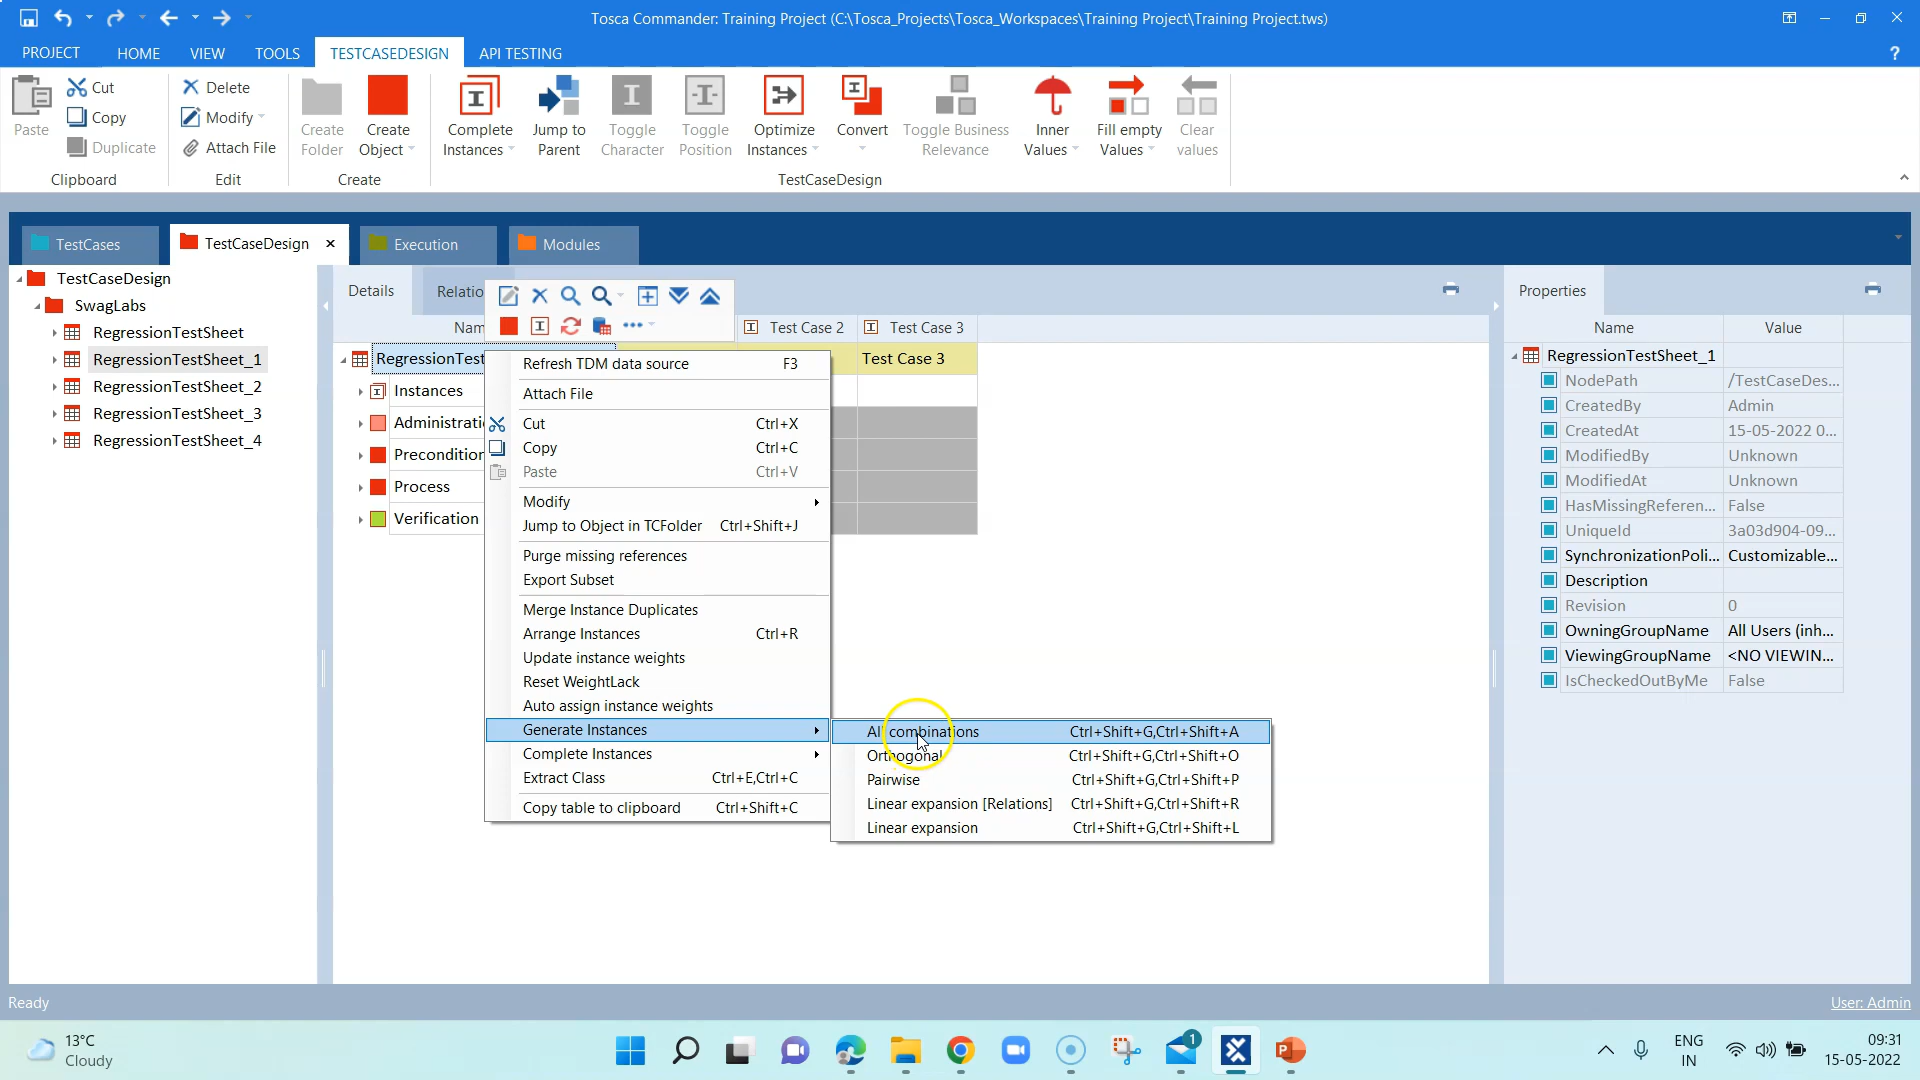 Tosca Commander: Training Project (C:\Tosca_Projects\Tosca_Workspaces\Training Project\Training Project.tws)
PROJECT HOME VIEW TOOLS TESTCASEDESIGN API TESTING ?
Paste Cut Copy Duplicate
Clipboard
Delete Modify Attach File
Edit
Create Folder Create Object
Create
Complete Instances Jump to Parent Toggle Character Toggle Position Optimize Instances Convert Toggle Business Relevance Inner Values Fill empty Values Clear values
TestCaseDesign
TestCases TestCaseDesign Execution Modules
TestCaseDesign
SwagLabs
RegressionTestSheet
RegressionTestSheet_1
RegressionTestSheet_2
RegressionTestSheet_3
RegressionTestSheet_4
Details Relatio
Nam Test Case 2 Test Case 3
RegressionTest Test Case 3
Instances
Administrati
Precondition
Process
Verification
Refresh TDM data source F3
Attach File
Cut Ctrl+X
Copy Ctrl+C
Paste Ctrl+V
Modify
Jump to Object in TCFolder Ctrl+Shift+J
Purge missing references
Export Subset
Merge Instance Duplicates
Arrange Instances Ctrl+R
Update instance weights
Reset WeightLack
Auto assign instance weights
Generate Instances
Complete Instances
Extract Class Ctrl+E,Ctrl+C
Copy table to clipboard Ctrl+Shift+C
All combinations Ctrl+Shift+G,Ctrl+Shift+A
Orthogonal Ctrl+Shift+G,Ctrl+Shift+O
Pairwise Ctrl+Shift+G,Ctrl+Shift+P
Linear expansion [Relations] Ctrl+Shift+G,Ctrl+Shift+R
Linear expansion Ctrl+Shift+G,Ctrl+Shift+L
Properties
Name Value
RegressionTestSheet_1
NodePath /TestCaseDes...
CreatedBy Admin
CreatedAt 15-05-2022 0...
ModifiedBy Unknown
ModifiedAt Unknown
HasMissingReferen... False
UniqueId 3a03d904-09...
SynchronizationPoli... Customizable...
Description
Revision 0
OwningGroupName All Users (inh...
ViewingGroupName <NO VIEWIN...
IsCheckedOutByMe False
Ready User: Admin
13°C
Cloudy
1
ENG
IN
09:31
15-05-2022